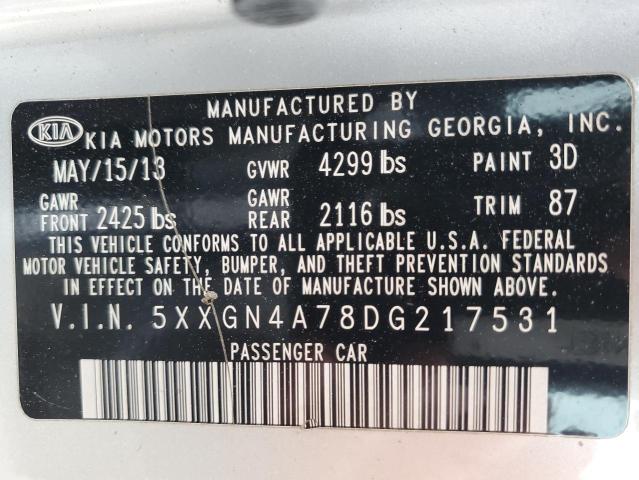 MANUFACTURED BY
KIA KIA MOTORS MANUFACTURING GEORGIA, INC.
MAY/15/13 GVWR 4299 lbs PAINT 3D
GAWR FRONT 2425 lbs GAWR REAR 2116 lbs TRIM 87
THIS VEHICLE CONFORMS TO ALL APPLICABLE U.S.A. FEDERAL
MOTOR VEHICLE SAFETY, BUMPER, AND THEFT PREVENTION STANDARDS
IN EFFECT ON THE DATE OF MANUFACTURE SHOWN ABOVE.
V.I.N. 5XXGN4A78DG217531
PASSENGER CAR